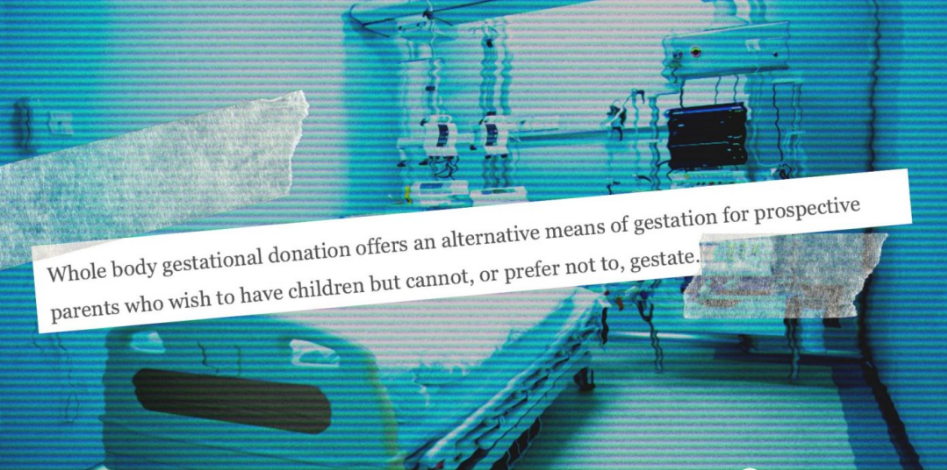 Whole body gestational donation offers an alternative means of gestation for prospective
parents who wish to have children but cannot, or prefer not to, gestate.